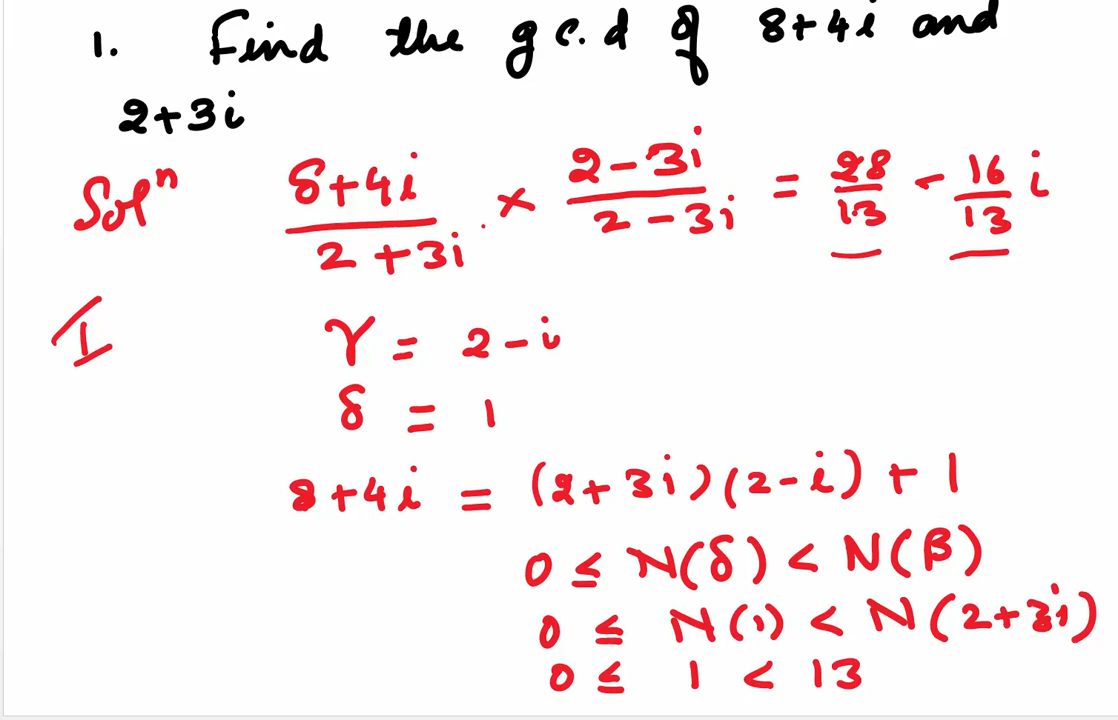 1. Find the g c. d of 8+4i and
2+3i
Solⁿ 8+4i / 2+3i × 2-3i / 2-3i = 28/13 - 16/13 i
I γ = 2-i
δ = 1
8+4i = (2+3i)(2-i) + 1
0 ≤ N(δ) < N(β)
0 ≤ N(1) < N(2+3i)
0 ≤ 1 < 13